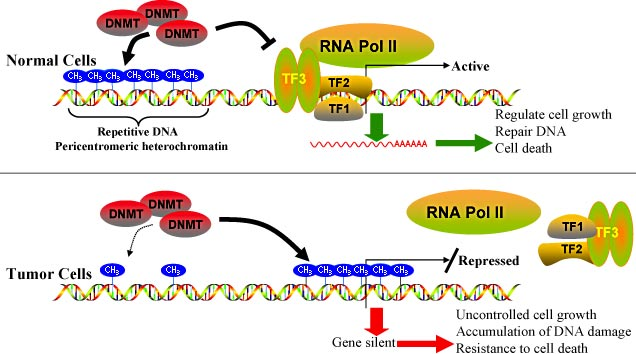 DNMT
DNMT
DNMT
Normal Cells
CH3 CH3 CH3 CH3 CH3 CH3 CH3
Repetitive DNA
Pericentromeric heterochromatin
RNA Pol II
TF3
TF2
TF1
Active
AAAAAA
Regulate cell growth
Repair DNA
Cell death
DNMT
DNMT
DNMT
Tumor Cells
CH3
CH3
CH3 CH3 CH3 CH3 CH3 CH3
RNA Pol II
TF1
TF3
TF2
Repressed
Gene silent
Uncontrolled cell growth
Accumulation of DNA damage
Resistance to cell death